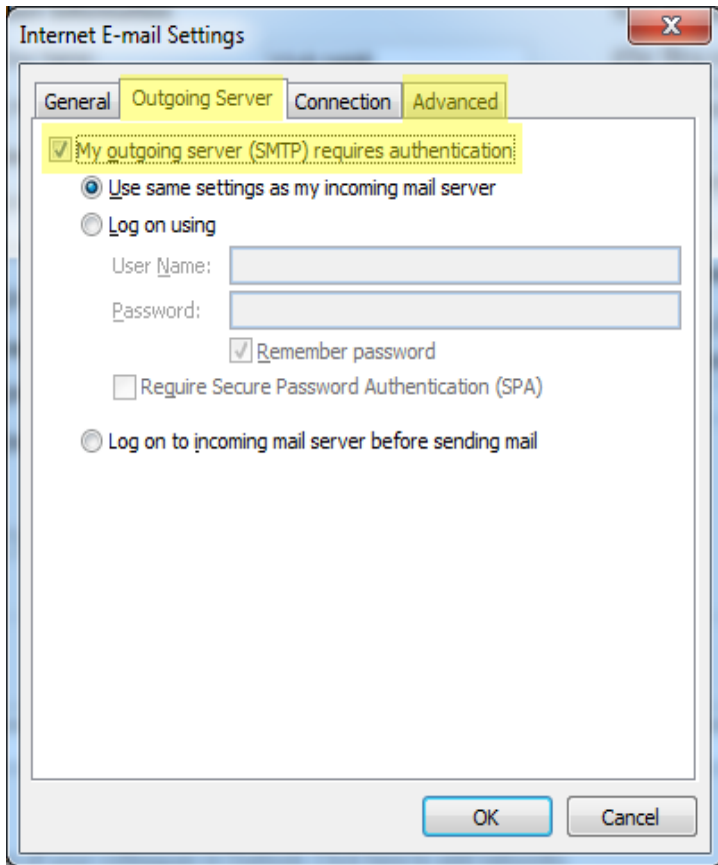 Internet E-mail Settings
X
General Outgoing Server Connection Advanced
My outgoing server (SMTP) requires authentication
Use same settings as my incoming mail server
Log on using
User Name:
Password:
Remember password
Require Secure Password Authentication (SPA)
Log on to incoming mail server before sending mail
OK Cancel